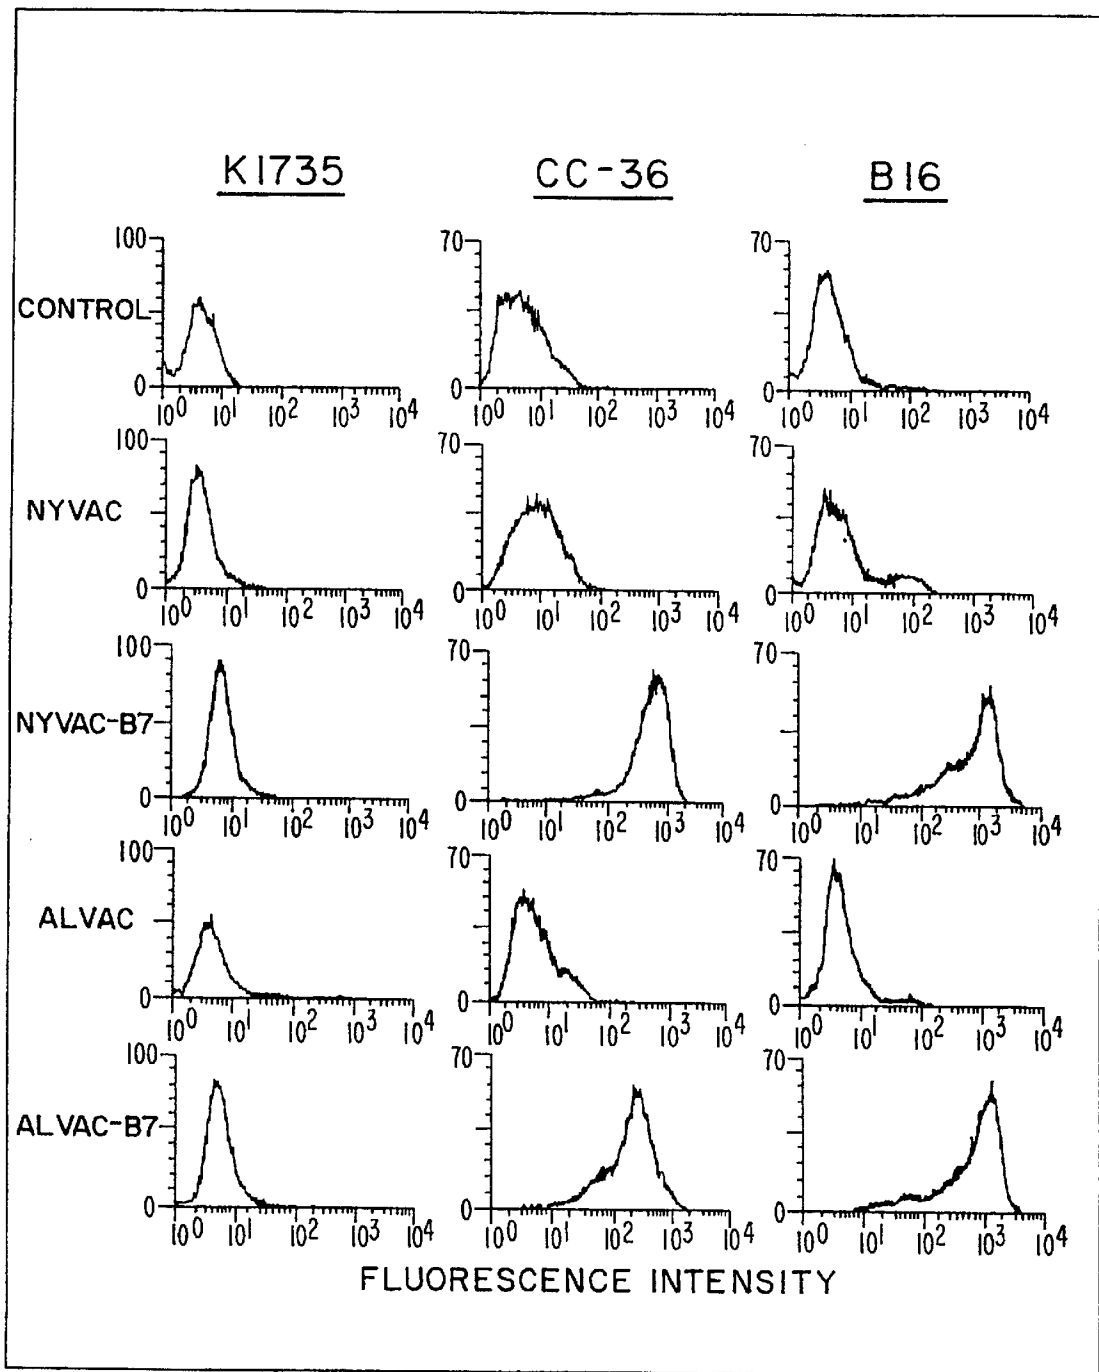 K1735 CC-36 B16
100 70 70
CONTROL
0 0 0
10^0 10^1 10^2 10^3 10^4 10^0 10^1 10^2 10^3 10^4 10^0 10^1 10^2 10^3 10^4
100 70 70
NYVAC
0 0 0
10^0 10^1 10^2 10^3 10^4 10^0 10^1 10^2 10^3 10^4 10^0 10^1 10^2 10^3 10^4
100 70 70
NYVAC-B7
0 0 0
10^0 10^1 10^2 10^3 10^4 10^0 10^1 10^2 10^3 10^4 10^0 10^1 10^2 10^3 10^4
100 70 70
ALVAC
0 0 0
10^0 10^1 10^2 10^3 10^4 10^0 10^1 10^2 10^3 10^4 10^0 10^1 10^2 10^3 10^4
100 70 70
ALVAC-B7
0 0 0
10^0 10^1 10^2 10^3 10^4 10^0 10^1 10^2 10^3 10^4 10^0 10^1 10^2 10^3 10^4
FLUORESCENCE INTENSITY